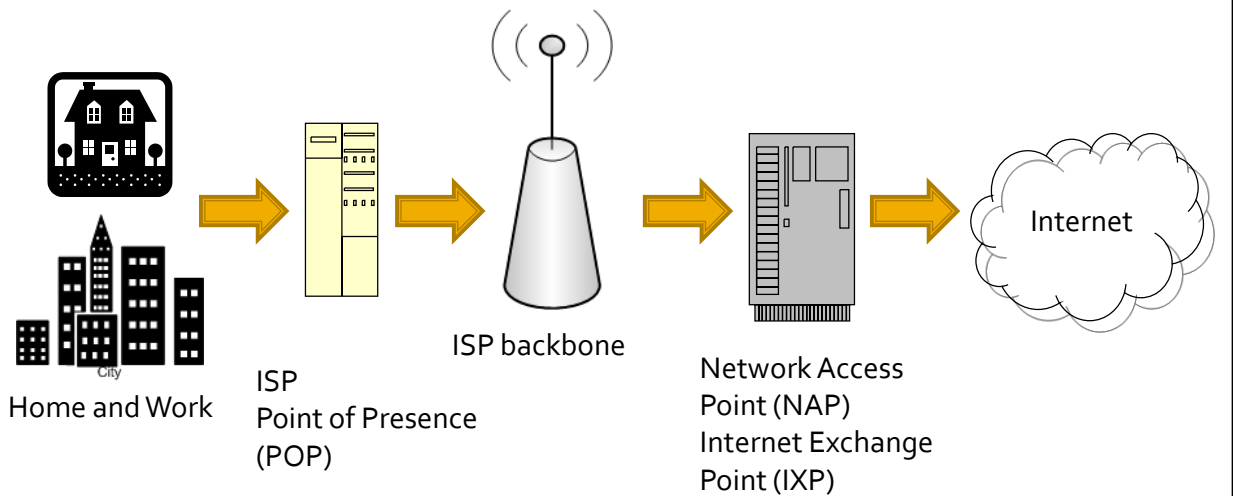 City
Home and Work
ISP
Point of Presence
(POP)
ISP backbone
Network Access
Point (NAP)
Internet Exchange
Point (IXP)
Internet